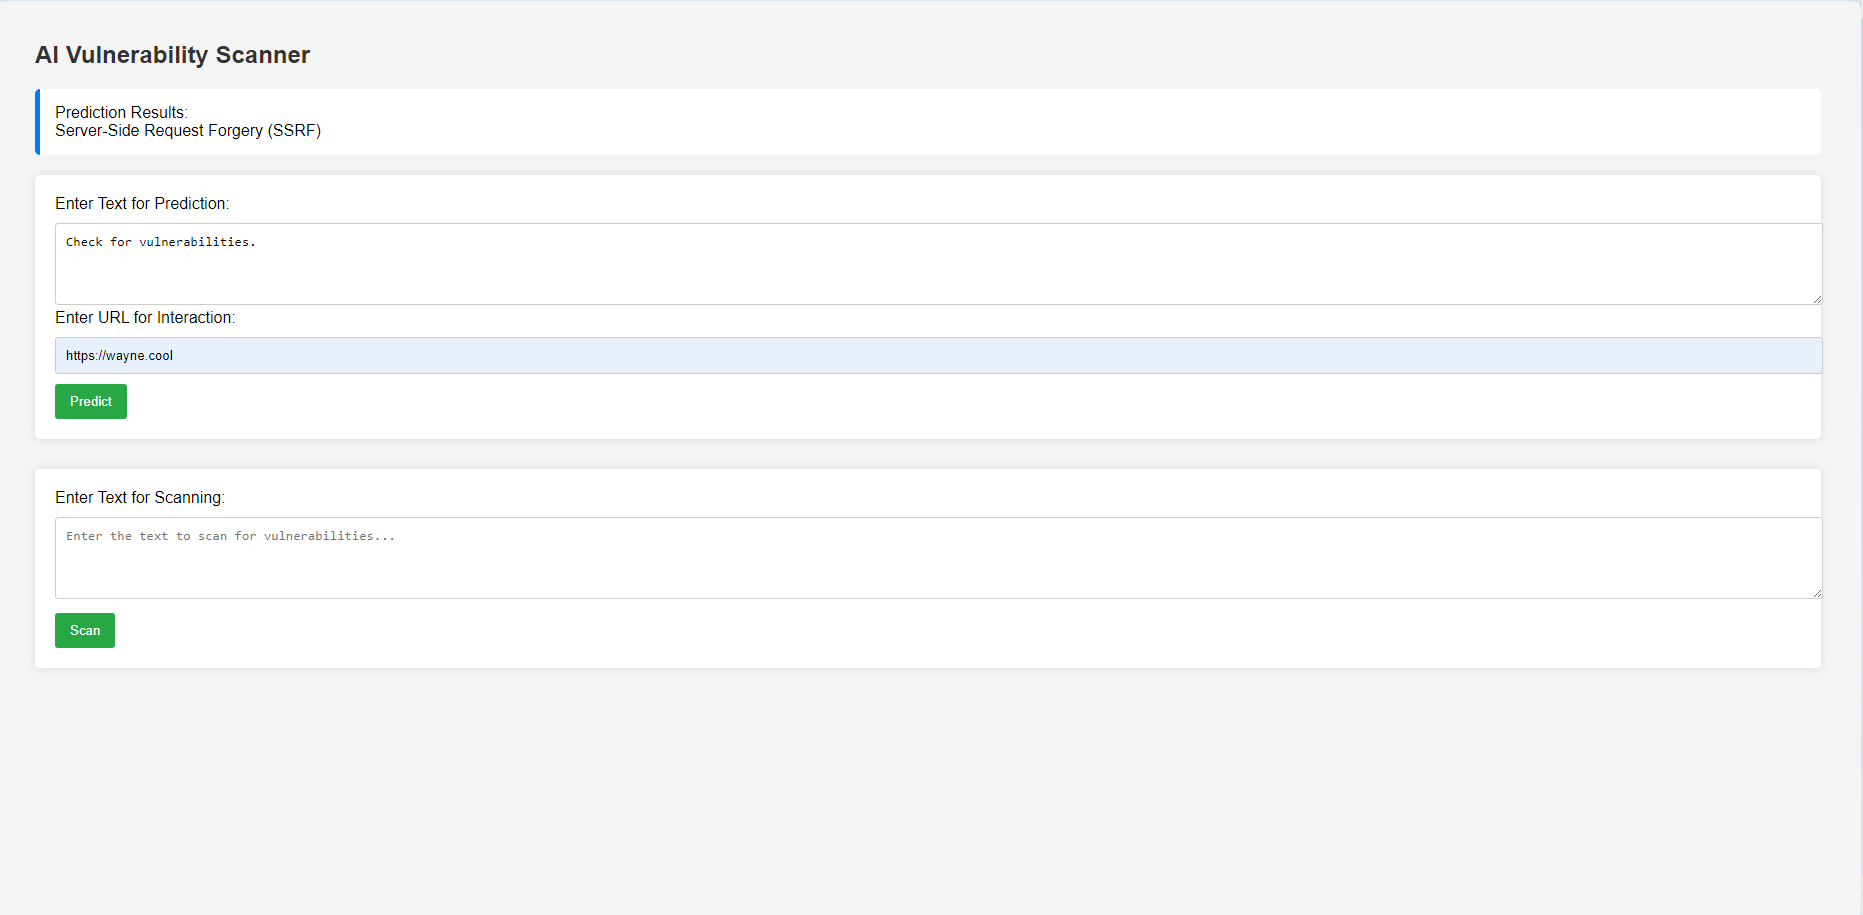 AI Vulnerability Scanner
Prediction Results:
Server-Side Request Forgery (SSRF)
Enter Text for Prediction:
Check for vulnerabilities.
Enter URL for Interaction:
https://wayne.cool
Predict
Enter Text for Scanning:
Enter the text to scan for vulnerabilities...
Scan